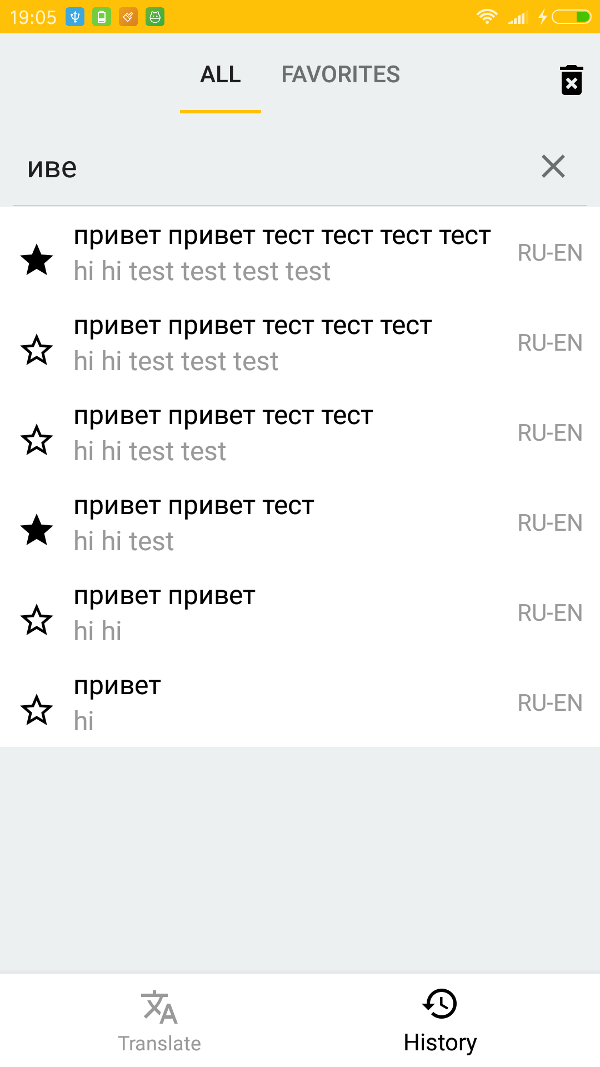 19:05
ALL FAVORITES
иве
привет привет тест тест тест тест
hi hi test test test test
RU-EN
привет привет тест тест тест
hi hi test test test
RU-EN
привет привет тест тест
hi hi test test
RU-EN
привет привет тест
hi hi test
RU-EN
привет привет
hi hi
RU-EN
привет
hi
RU-EN
Translate History